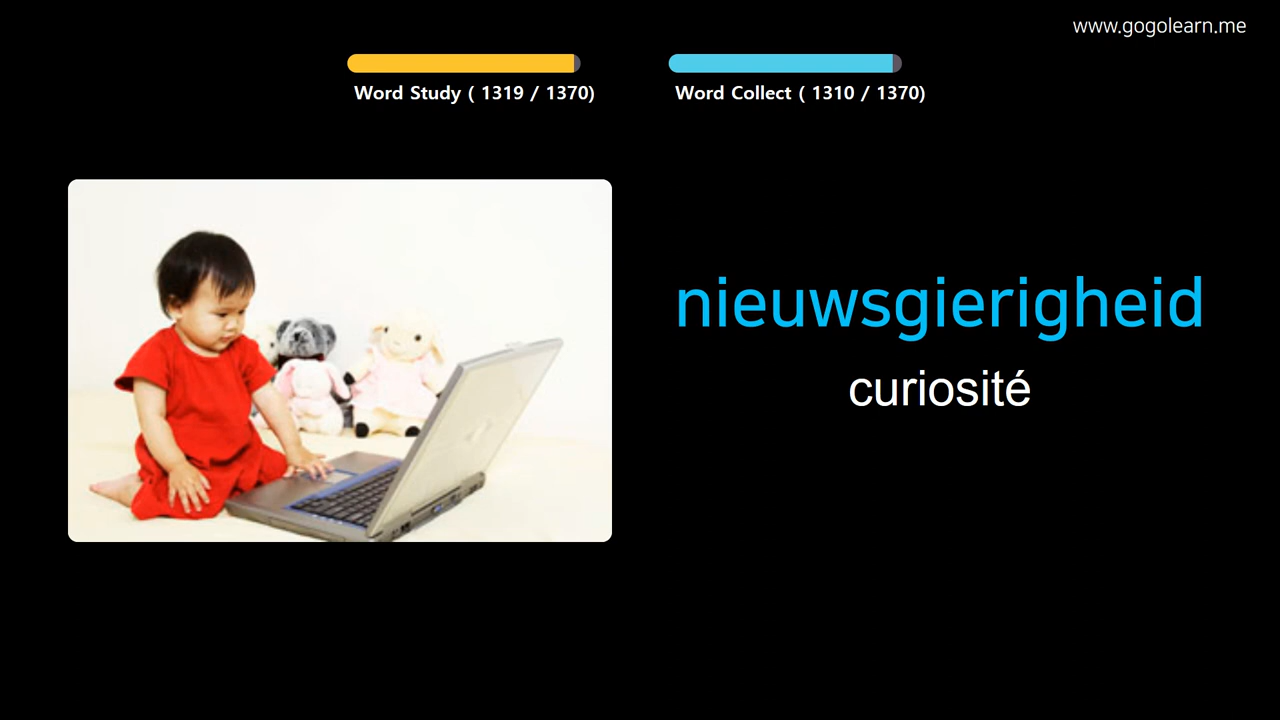 www.gogolearn.me
Word Study ( 1319 / 1370)
Word Collect ( 1310 / 1370)
nieuwsgierigheid
curiosité